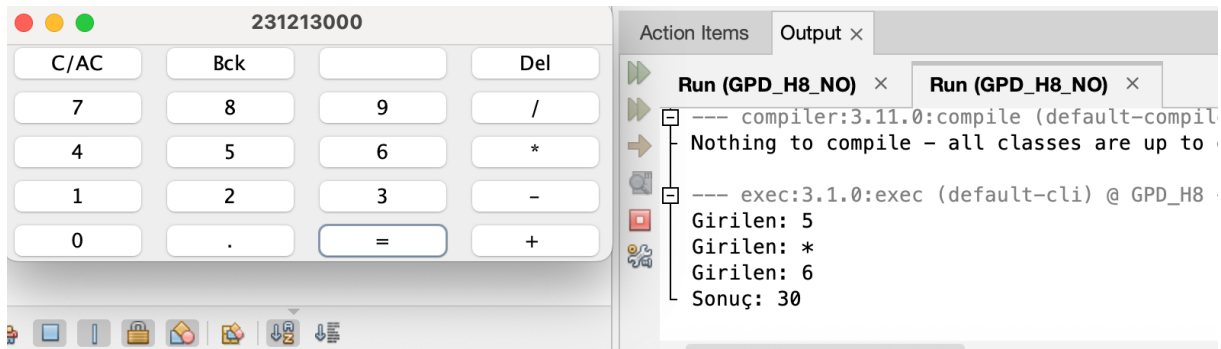 231213000
C/AC Bck Del
7 8 9 /
4 5 6 *
1 2 3 -
0 . = +
Action Items Output ×
Run (GPD_H8_NO) × Run (GPD_H8_NO) ×
--- compiler:3.11.0:compile (default-compile
Nothing to compile - all classes are up to
--- exec:3.1.0:exec (default-cli) @ GPD_H8 -
Girilen: 5
Girilen: *
Girilen: 6
Sonuç: 30